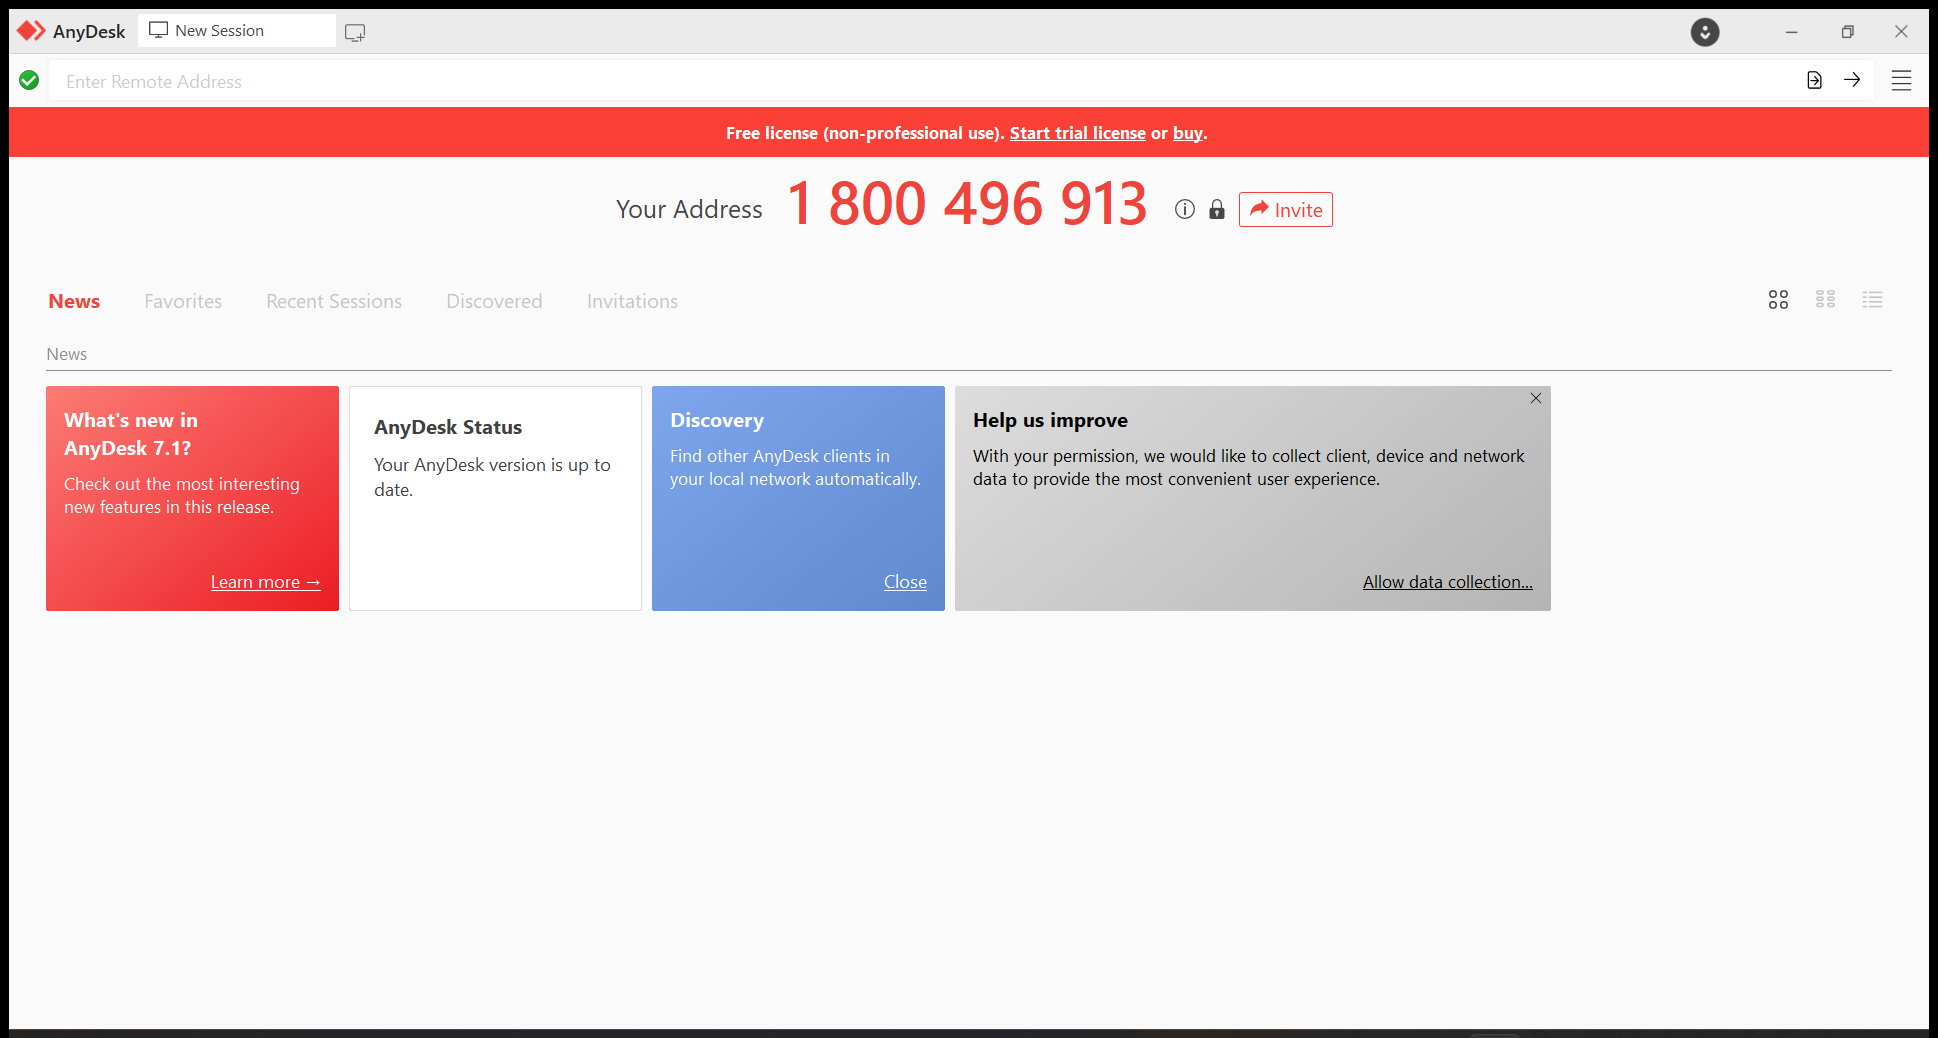 AnyDesk New Session
Enter Remote Address
Free license (non-professional use). Start trial license or buy.
Your Address 1 800 496 913 Invite
News Favorites Recent Sessions Discovered Invitations
News
What's new in
AnyDesk 7.1?
Check out the most interesting
new features in this release.
Learn more →
AnyDesk Status
Your AnyDesk version is up to
date.
Discovery
Find other AnyDesk clients in
your local network automatically.
Close
Help us improve
With your permission, we would like to collect client, device and network
data to provide the most convenient user experience.
Allow data collection...